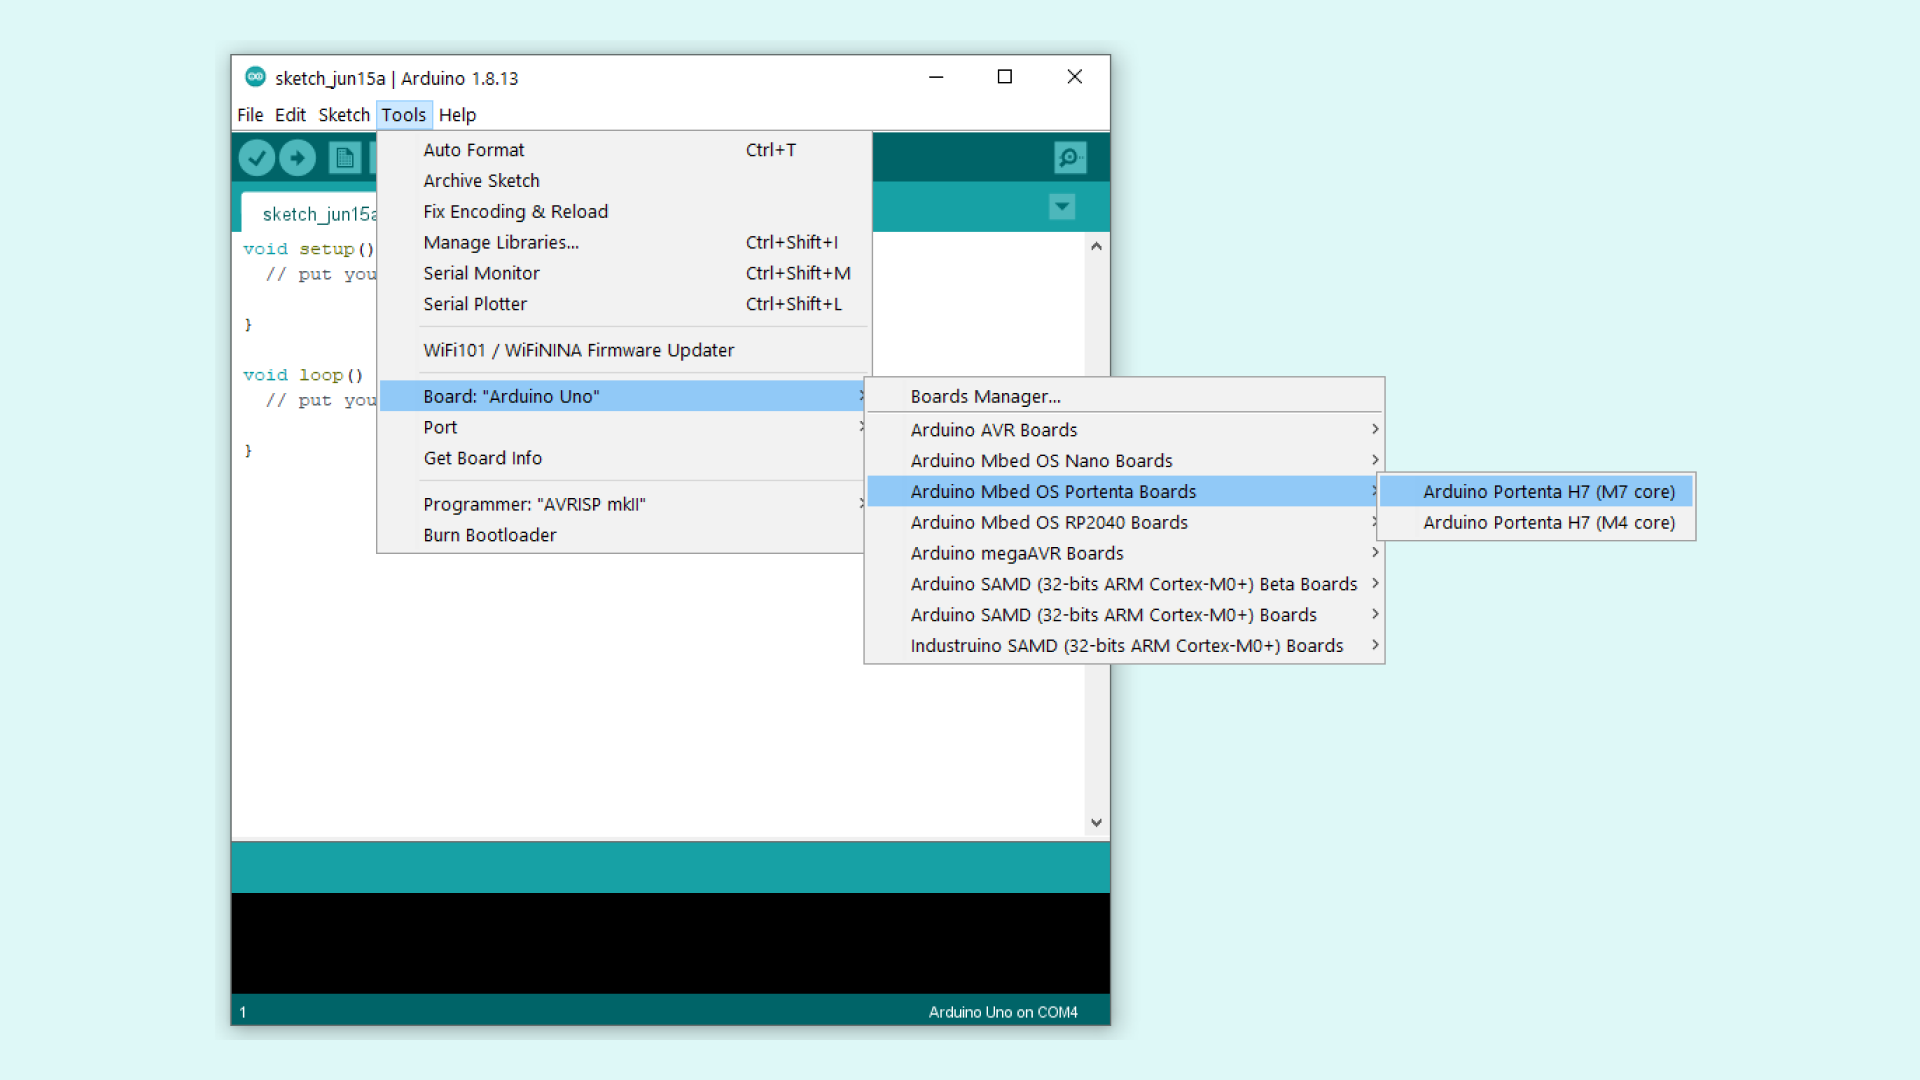 sketch_jun15a | Arduino 1.8.13
File Edit Sketch Tools Help
Auto Format Ctrl+T
Archive Sketch
Fix Encoding & Reload
Manage Libraries... Ctrl+Shift+I
Serial Monitor Ctrl+Shift+M
Serial Plotter Ctrl+Shift+L
WiFi101 / WiFiNINA Firmware Updater
Board: "Arduino Uno"
Port
Get Board Info
Programmer: "AVRISP mkII"
Burn Bootloader
Boards Manager...
Arduino AVR Boards
Arduino Mbed OS Nano Boards
Arduino Mbed OS Portenta Boards
Arduino Mbed OS RP2040 Boards
Arduino megaAVR Boards
Arduino SAMD (32-bits ARM Cortex-M0+) Beta Boards
Arduino SAMD (32-bits ARM Cortex-M0+) Boards
Industruino SAMD (32-bits ARM Cortex-M0+) Boards
Arduino Portenta H7 (M7 core)
Arduino Portenta H7 (M4 core)
sketch_jun15a
void setup()
// put you
}
void loop()
// put you
}
1
Arduino Uno on COM4